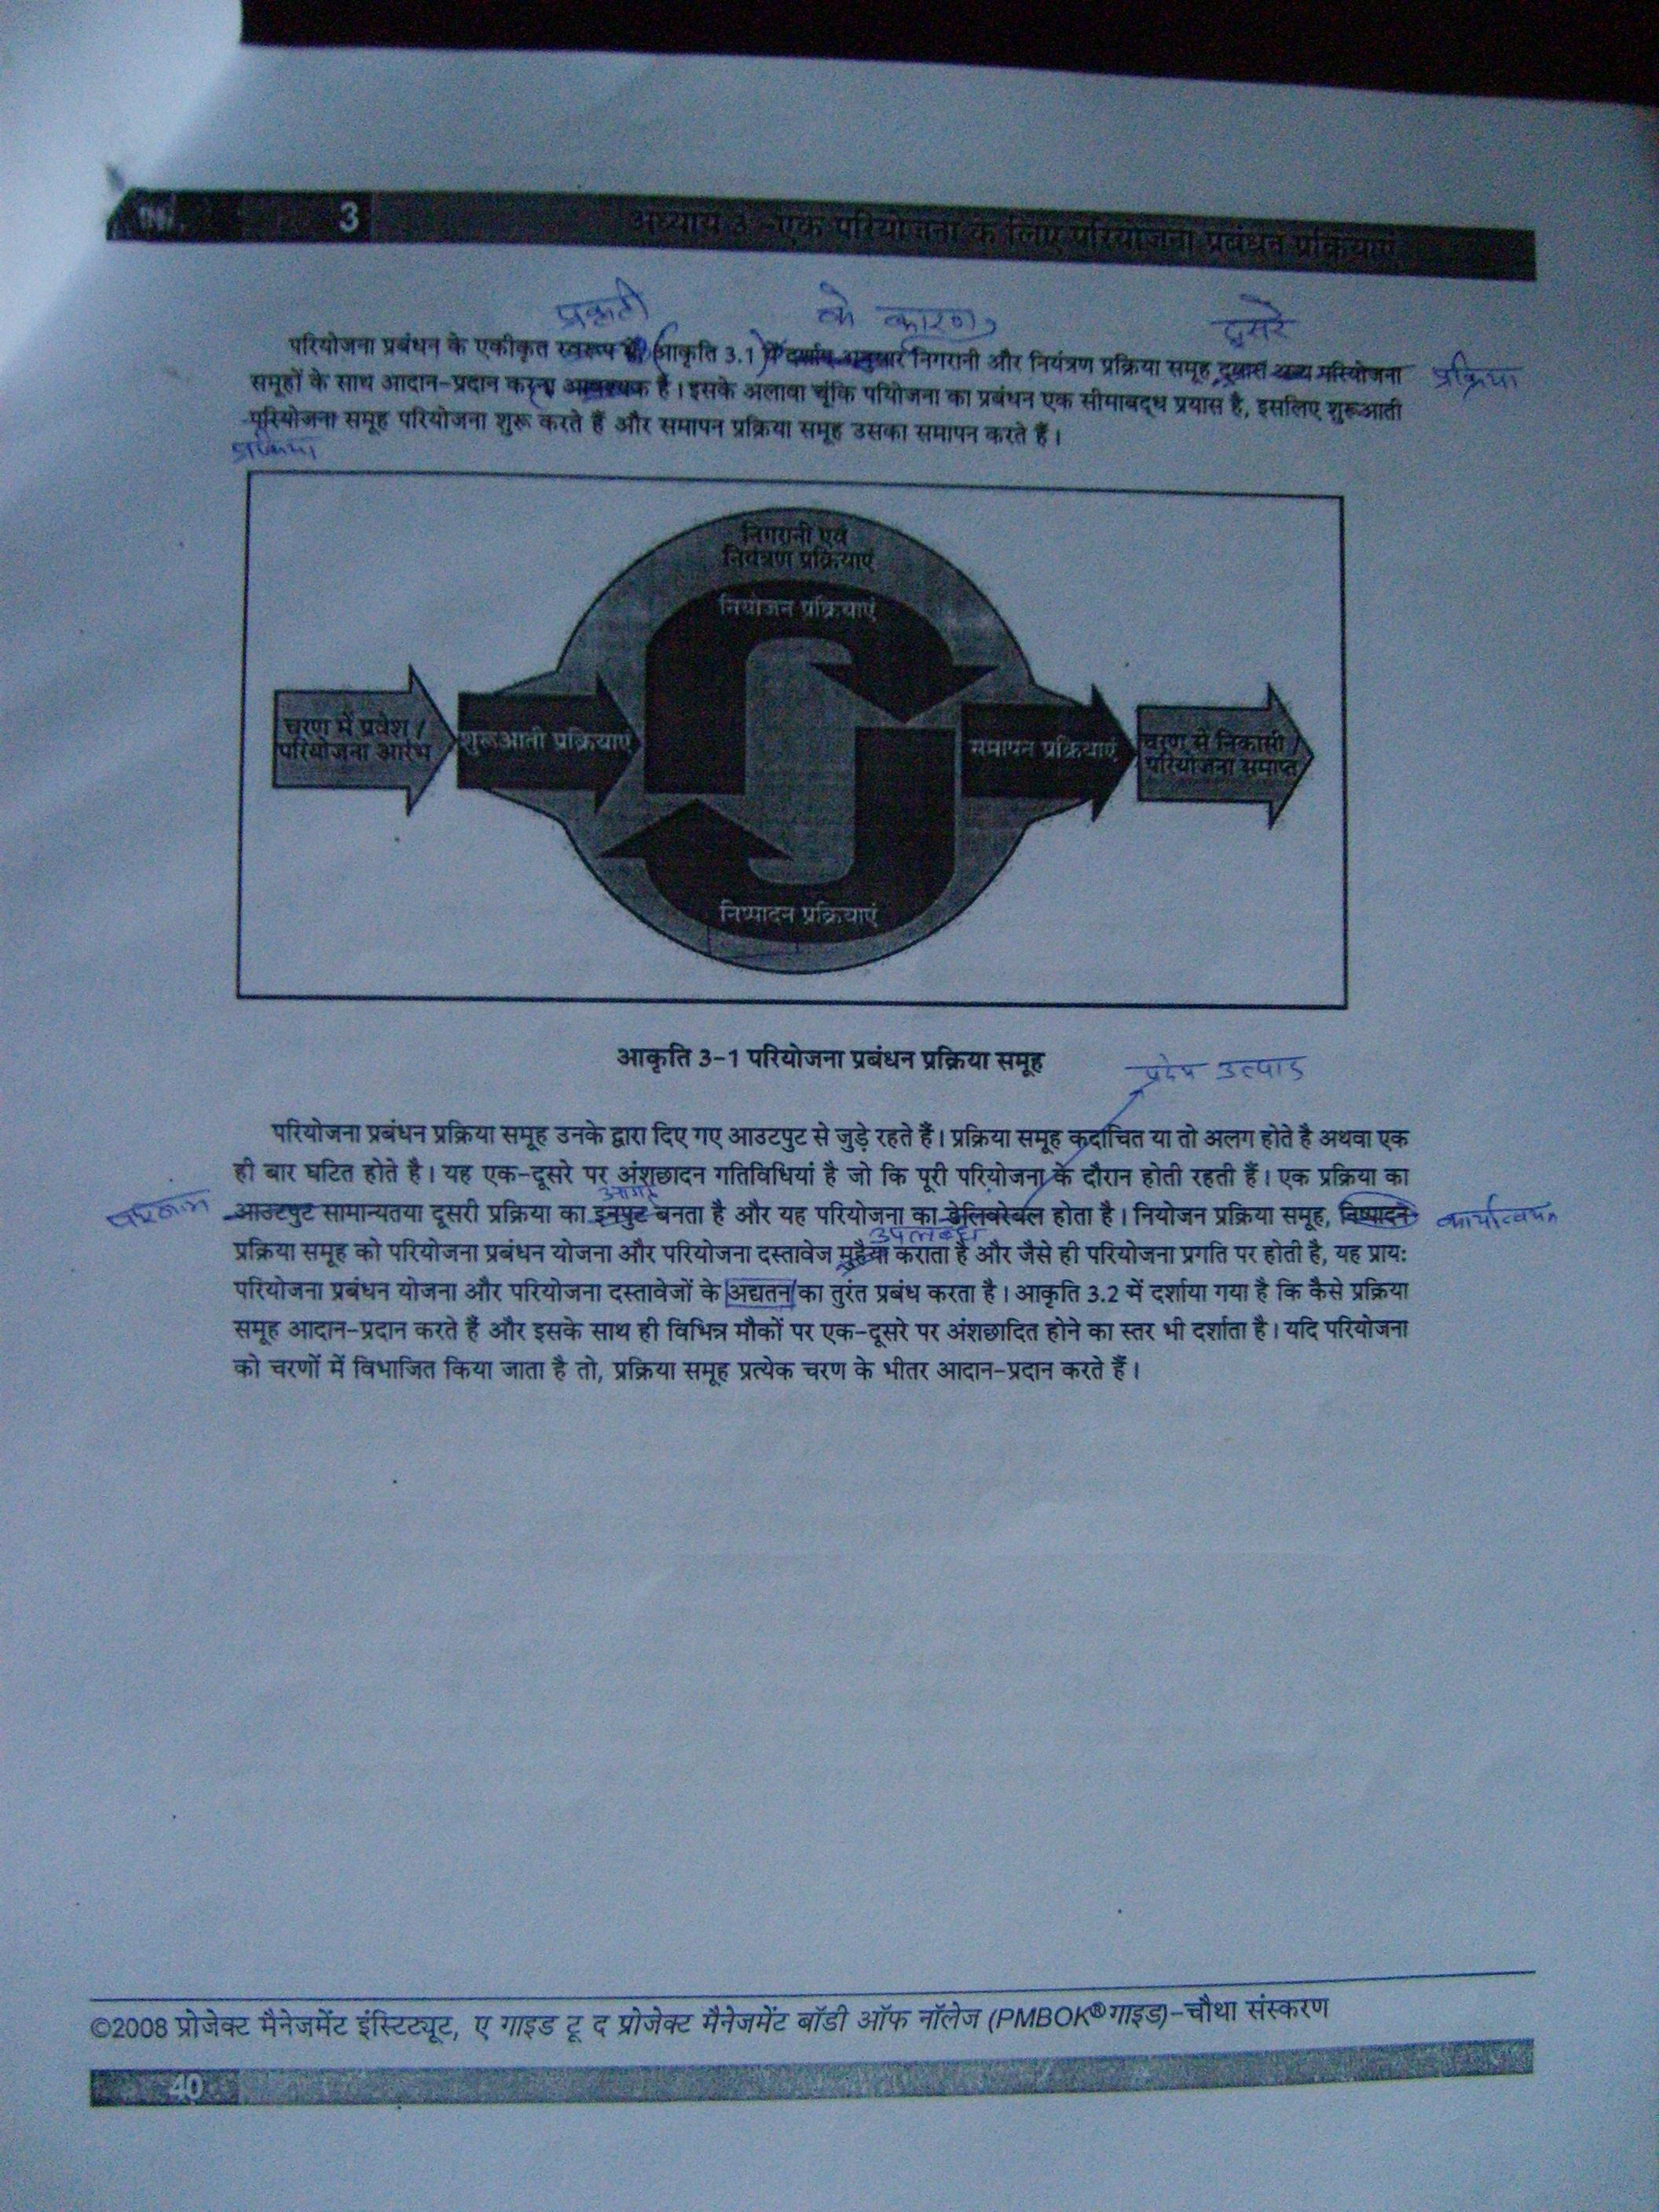 3
अध्याय 3 -एक परियोजना के लिए परियोजना प्रबंधन प्रक्रियाएं
प्रकृती के कारण, दूसरे
परियोजना प्रबंधन के एकीकृत स्वरूप (आकृति 3.1) में दर्शाए अनुसार निगरानी और नियंत्रण प्रक्रिया समूह अन्य परियोजना प्रक्रिया
समूहों के साथ आदान-प्रदान करना आवश्यक है। इसके अलावा चूंकि परियोजना का प्रबंधन एक सीमाबद्ध प्रयास है, इसलिए शुरूआती
परियोजना समूह परियोजना शुरू करते हैं और समापन प्रक्रिया समूह उसका समापन करते हैं।
प्रक्रिया
निगरानी एवं
नियंत्रण प्रक्रियाएं
नियोजन प्रक्रियाएं
चरण में प्रवेश /
परियोजना आरंभ
शुरूआती प्रक्रियाएं
समापन प्रक्रियाएं
चरण से निकासी /
परियोजना समाप्त
निष्पादन प्रक्रियाएं
आकृति 3-1 परियोजना प्रबंधन प्रक्रिया समूह
उत्पाद
परियोजना प्रबंधन प्रक्रिया समूह उनके द्वारा दिए गए आउटपुट से जुड़े रहते हैं। प्रक्रिया समूह कदाचित या तो अलग होते है अथवा एक
ही बार घटित होते है। यह एक-दूसरे पर अंशछादन गतिविधियां है जो कि पूरी परियोजना के दौरान होती रहती हैं। एक प्रक्रिया का
आउटपुट सामान्यतया दूसरी प्रक्रिया का इनपुट बनता है और यह परियोजना का डेलिवरेबल होता है। नियोजन प्रक्रिया समूह, निष्पादन कार्यान्वयन
उपलब्ध
प्रक्रिया समूह को परियोजना प्रबंधन योजना और परियोजना दस्तावेज मुहैया कराता है और जैसे ही परियोजना प्रगति पर होती है, यह प्रायः
परियोजना प्रबंधन योजना और परियोजना दस्तावेजों के अद्यतन का तुरंत प्रबंध करता है। आकृति 3.2 में दर्शाया गया है कि कैसे प्रक्रिया
समूह आदान-प्रदान करते हैं और इसके साथ ही विभिन्न मौकों पर एक-दूसरे पर अंशछादित होने का स्तर भी दर्शाता है। यदि परियोजना
को चरणों में विभाजित किया जाता है तो, प्रक्रिया समूह प्रत्येक चरण के भीतर आदान-प्रदान करते हैं।
©2008 प्रोजेक्ट मैनेजमेंट इंस्टिट्यूट, ए गाइड टू द प्रोजेक्ट मैनेजमेंट बॉडी ऑफ नॉलेज (PMBOK® गाइड)-चौथा संस्करण
40